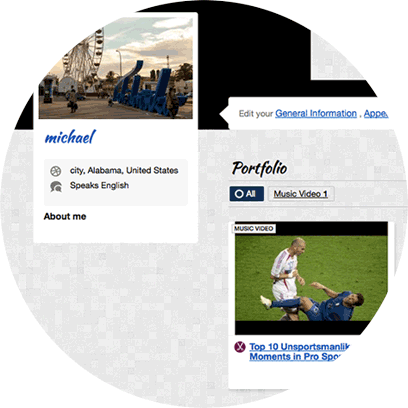 michael
city, Alabama, United States
Speaks English
About me
Edit your General Information , Appe
Portfolio
All
Music Video 1
MUSIC VIDEO
Top 10 Unsportsmanlik
Moments in Pro Spo